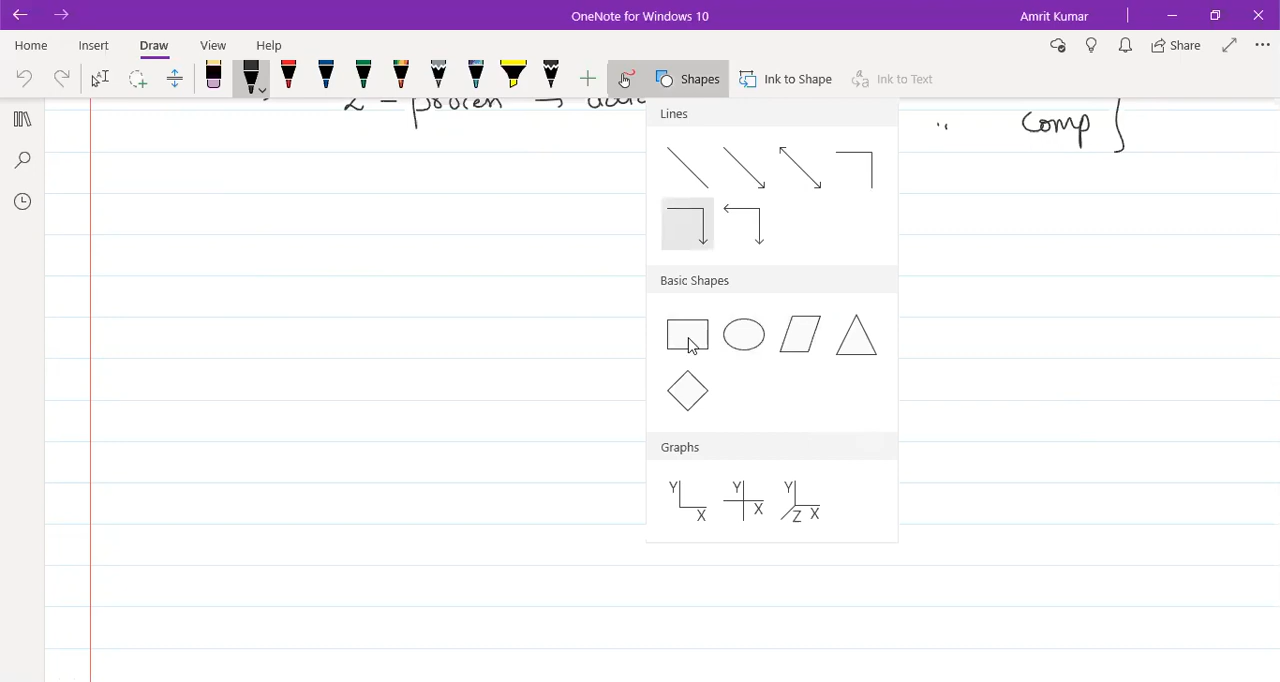 OneNote for Windows 10
Amrit Kumar
Home Insert Draw View Help
Share
Shapes
Ink to Shape
Ink to Text
2 -
Lines
comp }
Basic Shapes
Graphs
Y X
Y X
Y Z X